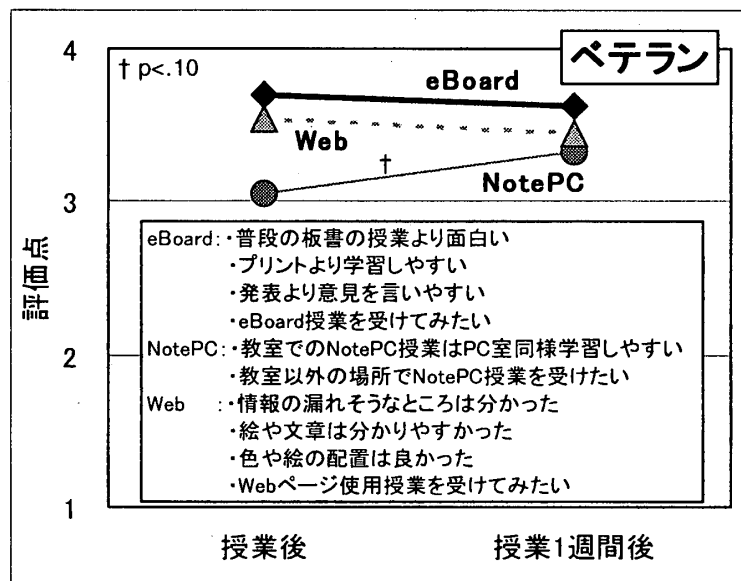 4
† p<.10
ベテラン
eBoard
Web
†
NotePC
3
評価点
eBoard:・普段の板書の授業より面白い
・プリントより学習しやすい
・発表より意見を言いやすい
・eBoard授業を受けてみたい
2
NotePC:・教室でのNotePC授業はPC室同様学習しやすい
・教室以外の場所でNotePC授業を受けたい
Web :・情報の漏れそうなところは分かった
・絵や文章は分かりやすかった
・色や絵の配置は良かった
・Webページ使用授業を受けてみたい
1
授業後 授業1週間後